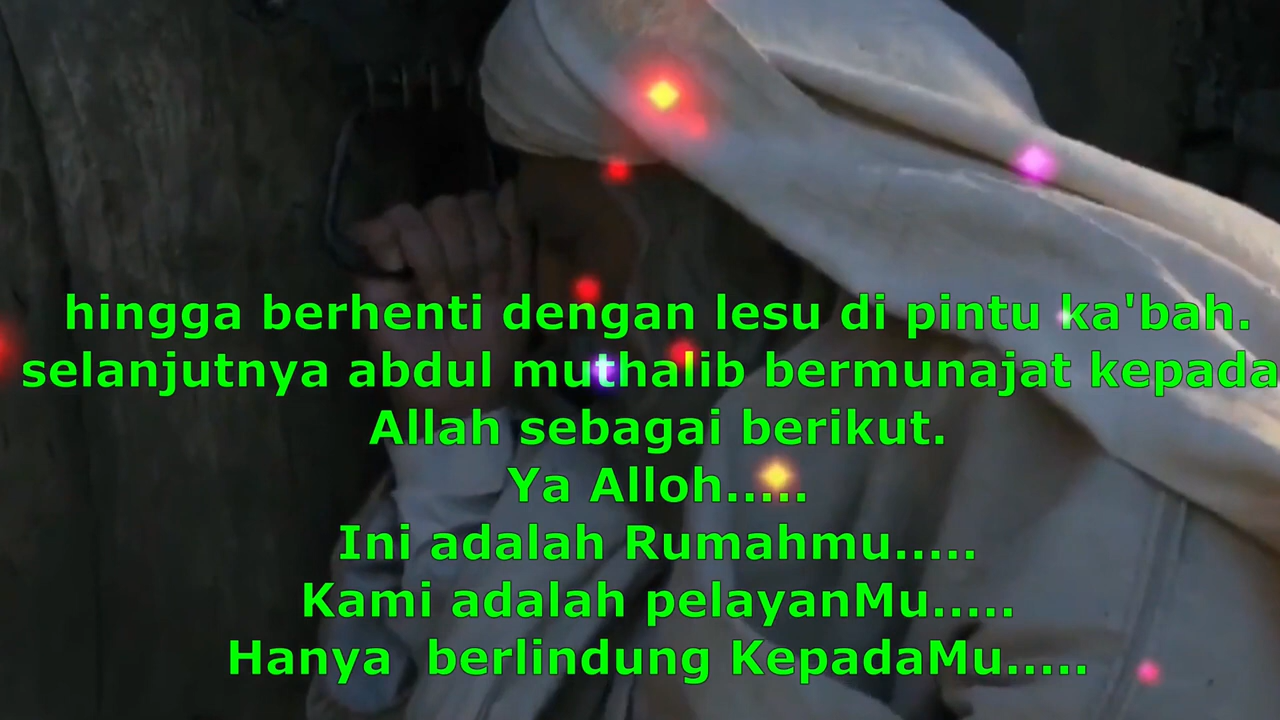 hingga berhenti dengan lesu di pintu ka'bah.
selanjutnya abdul muthalib bermunajat kepada
Allah sebagai berikut.
Ya Alloh.....
Ini adalah Rumahmu.....
Kami adalah pelayanMu.....
Hanya  berlindung KepadaMu.....